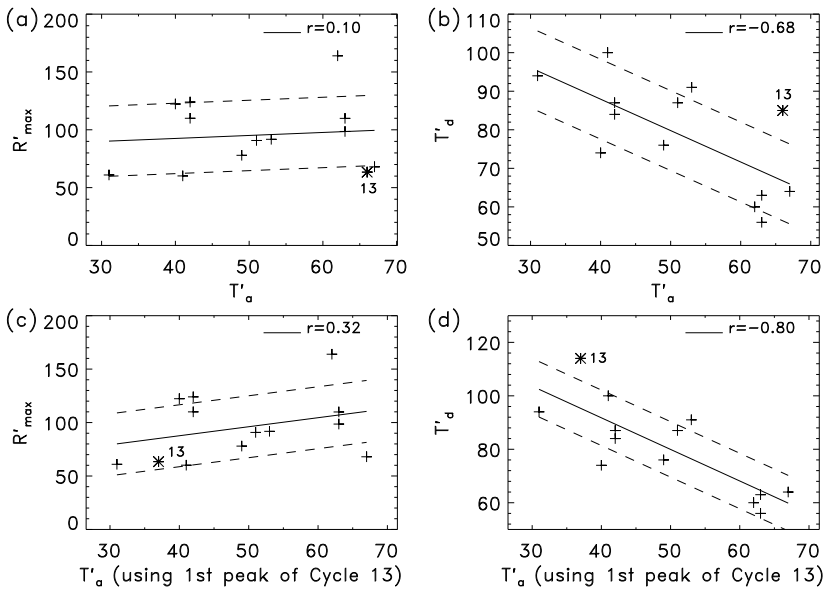 (a)
r=0.10
200
150
100
50
0
R'max
13
30 40 50 60 70
T'a
(b)
r=−0.68
110
100
90
80
70
60
50
T'd
13
30 40 50 60 70
T'a
(c)
r=0.32
200
150
100
50
0
R'max
13
30 40 50 60 70
T'a (using 1st peak of Cycle 13)
(d)
r=−0.80
120
100
80
60
T'd
13
30 40 50 60 70
T'a (using 1st peak of Cycle 13)